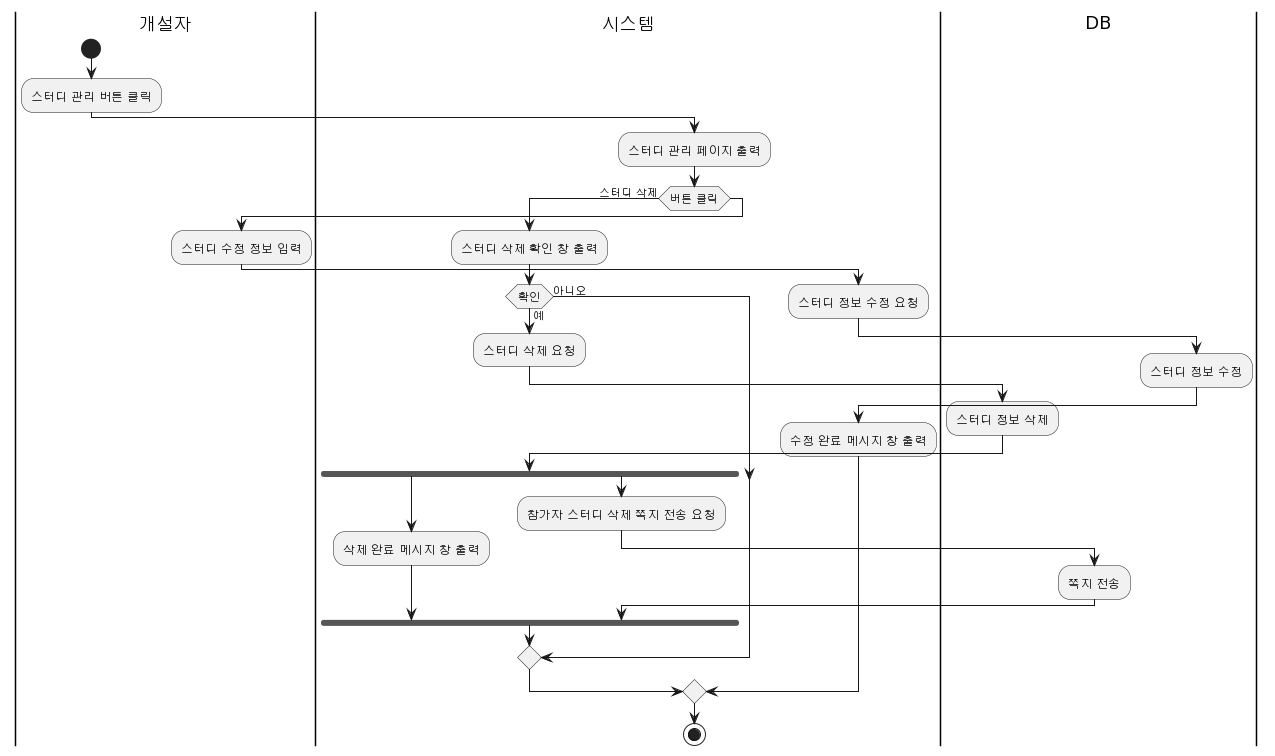 개설자
시스템
DB
스터디 관리 버튼 클릭
스터디 관리 페이지 출력
스터디 삭제
버튼 클릭
스터디 수정 정보 입력
스터디 삭제 확인 창 출력
확인
아니오
스터디 정보 수정 요청
예
스터디 삭제 요청
스터디 정보 수정
스터디 정보 삭제
수정 완료 메시지 창 출력
참가자 스터디 삭제 쪽지 전송 요청
삭제 완료 메시지 창 출력
쪽지 전송